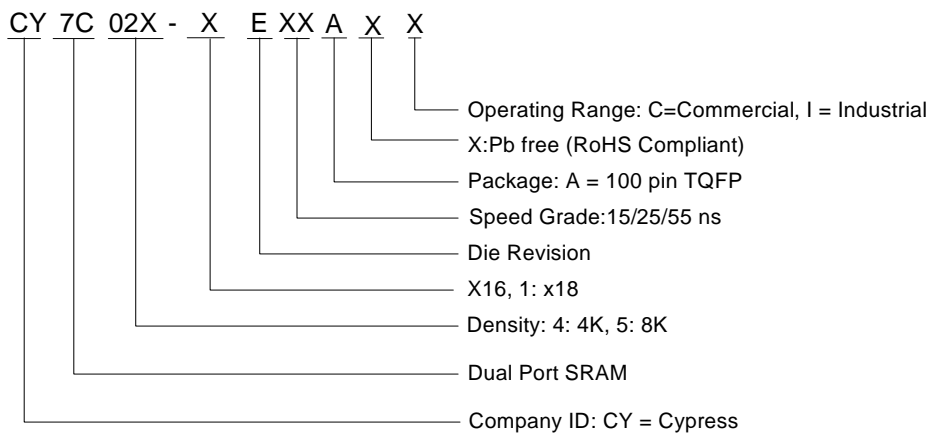 CY 7C 02X - X E XX A X X
Operating Range: C=Commercial, I = Industrial
X:Pb free (RoHS Compliant)
Package: A = 100 pin TQFP
Speed Grade:15/25/55 ns
Die Revision
X16, 1: x18
Density: 4: 4K, 5: 8K
Dual Port SRAM
Company ID: CY = Cypress